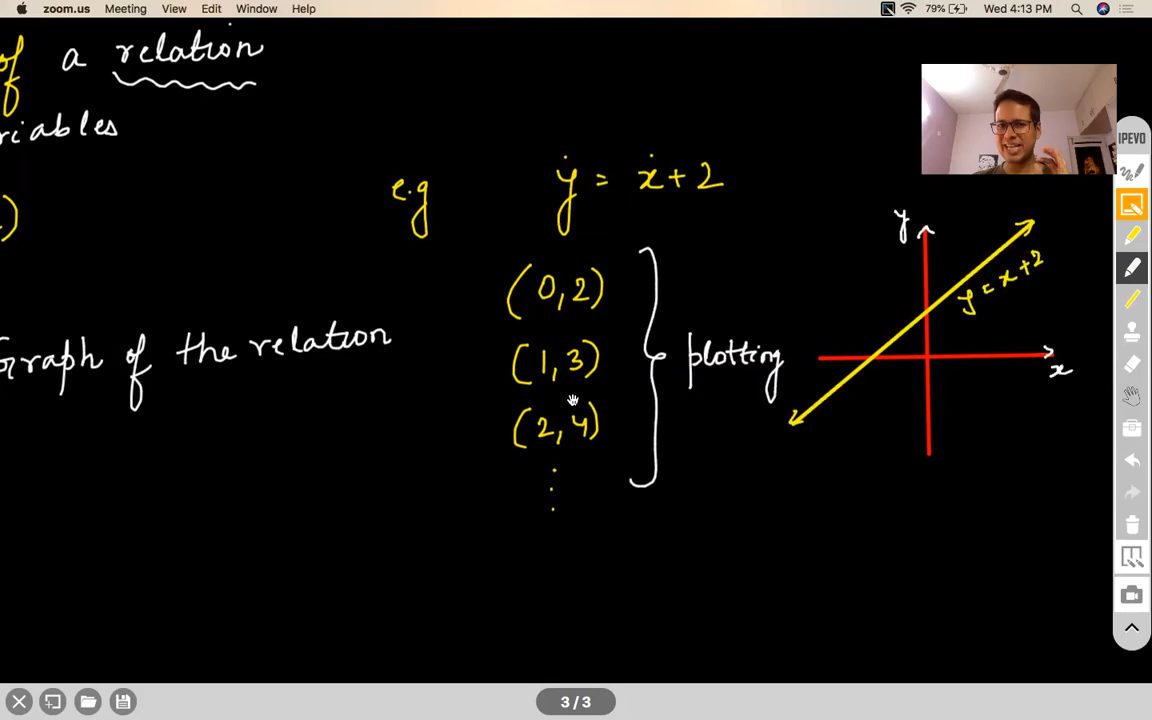 zoom.us Meeting View Edit Window Help 79% Wed 4:13 PM
of a relation
riables
e.g y = x + 2
)
(0, 2)
(1, 3)
(2, 4)
⋮
Graph of the relation
plotting
y
y = x + 2
x
IPEVO
3 / 3